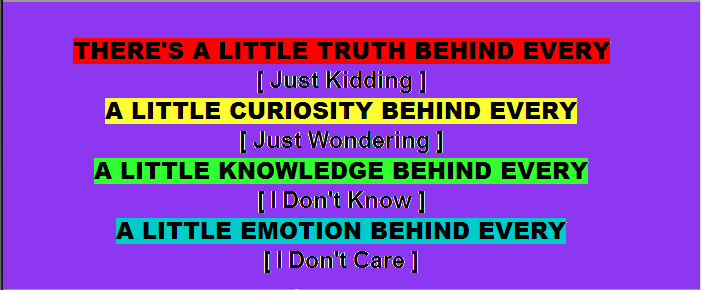 THERE'S A LITTLE TRUTH BEHIND EVERY
[ Just Kidding ]
A LITTLE CURIOSITY BEHIND EVERY
[ Just Wondering ]
A LITTLE KNOWLEDGE BEHIND EVERY
[ I Don't Know ]
A LITTLE EMOTION BEHIND EVERY
[ I Don't Care ]